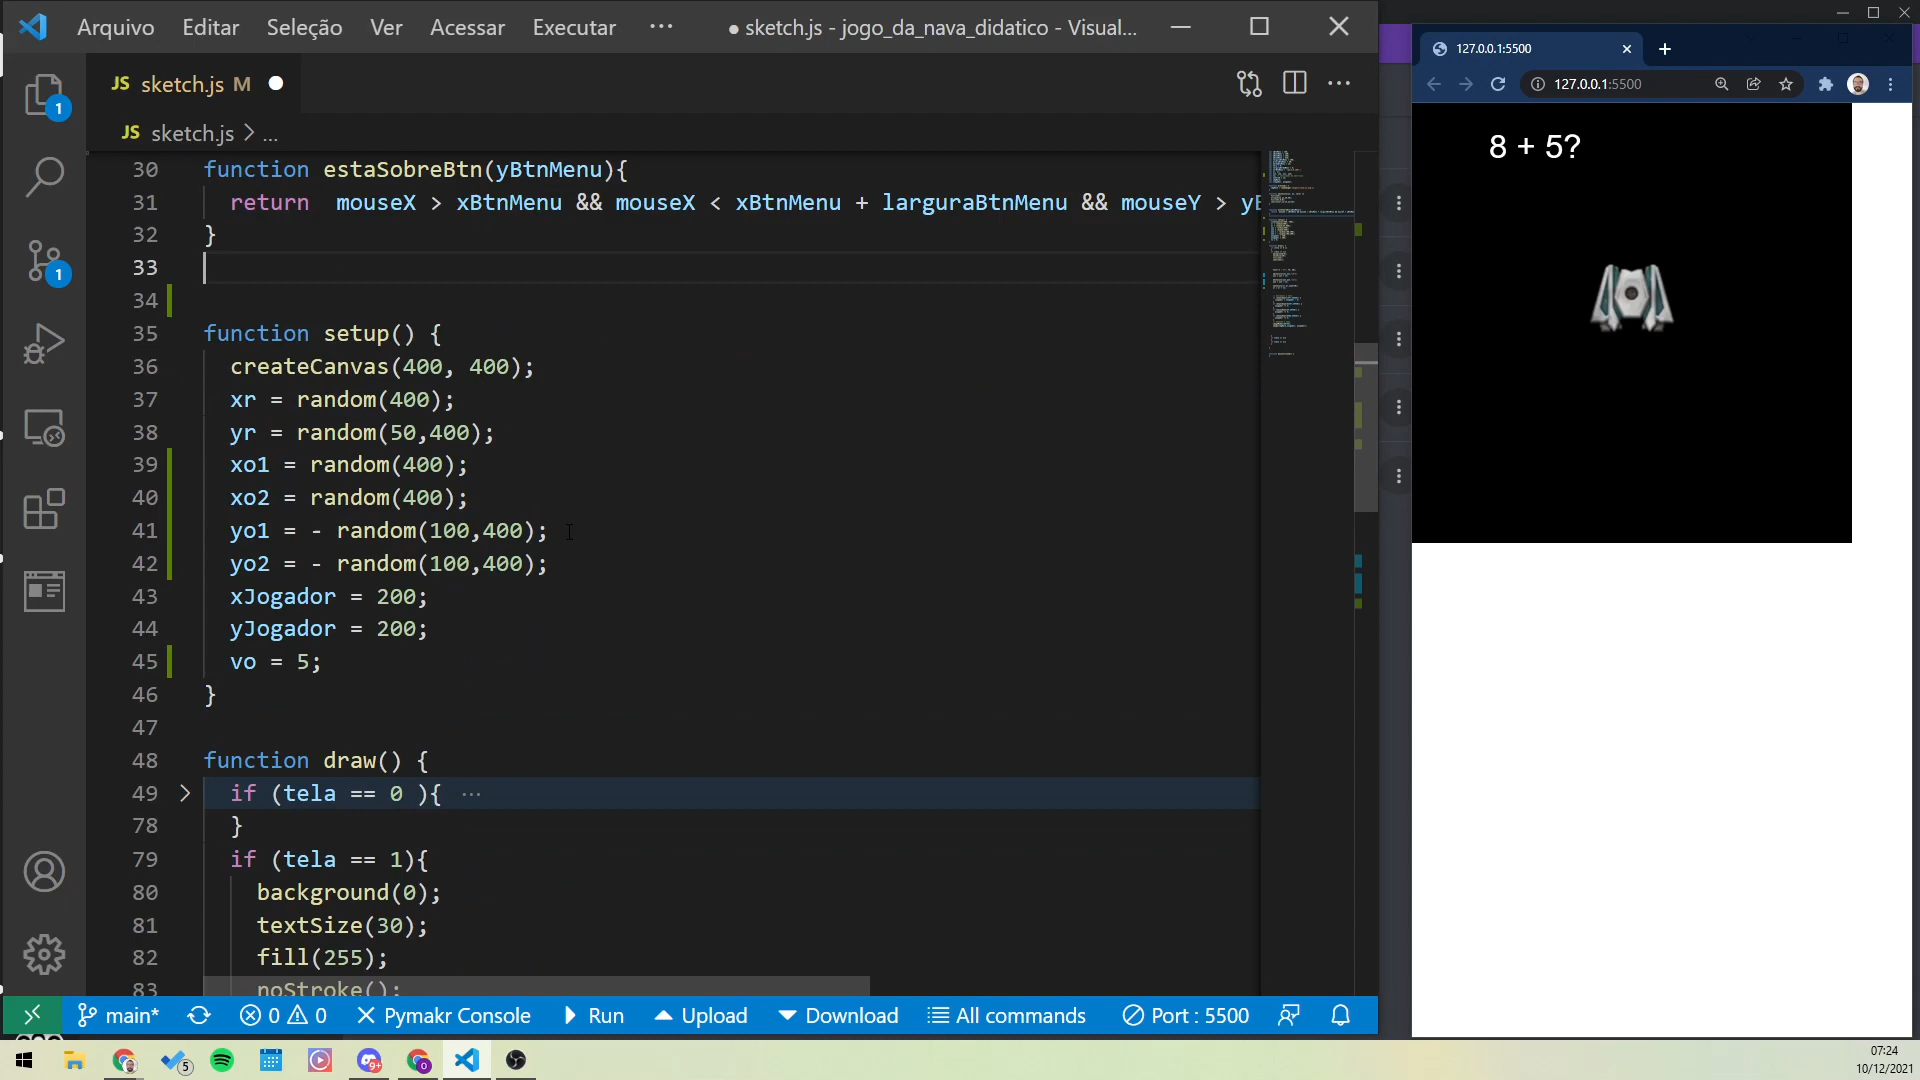 Arquivo Editar Seleção Ver Acessar Executar ··· ● sketch.js - jogo_da_nava_didatico - Visual...
JS sketch.js M ●
JS sketch.js > ...
30 function estaSobreBtn(yBtnMenu){
31 return mouseX > xBtnMenu && mouseX < xBtnMenu + larguraBtnMenu && mouseY > yB
32 }
33
34
35 function setup() {
36 createCanvas(400, 400);
37 xr = random(400);
38 yr = random(50,400);
39 xo1 = random(400);
40 xo2 = random(400);
41 yo1 = - random(100,400);
42 yo2 = - random(100,400);
43 xJogador = 200;
44 yJogador = 200;
45 vo = 5;
46 }
47
48 function draw() {
49 if (tela == 0 ){ ···
78 }
79 if (tela == 1){
80 background(0);
81 textSize(30);
82 fill(255);
83 noStroke();
1
1
main* 0 0 Pymakr Console Run Upload Download All commands Port : 5500
127.0.0.1:5500
127.0.0.1:5500
8 + 5?
5 9+
07:24
10/12/2021